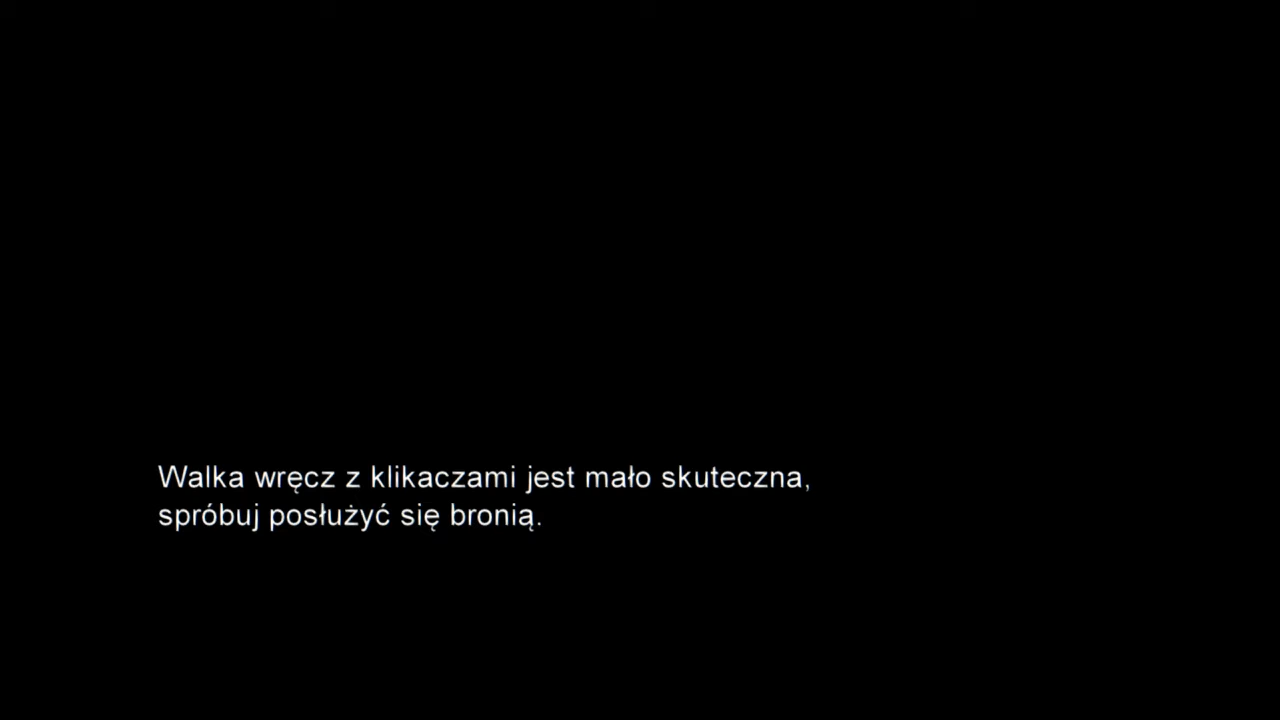 Walka wręcz z klikaczami jest mało skuteczna,
spróbuj posłużyć się bronią.